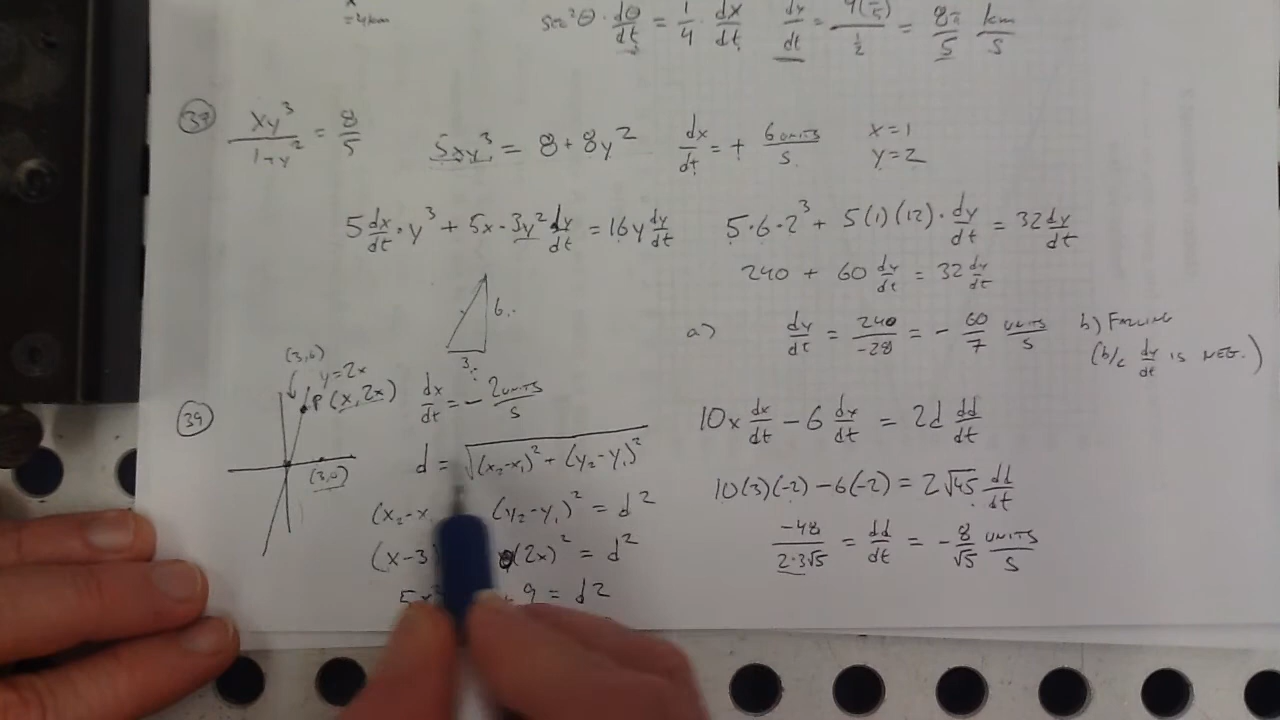 = 4 km
sec²θ · dθ/dt = 1/4 · dx/dt
dx/dt = = 8π/5 km/s
37 xy³/1+y² = 8/5
5xy³ = 8 + 8y²
dx/dt = + 6 units/s
x = 1
y = 2
5 dx/dt · y³ + 5x · 3y² dy/dt = 16y dy/dt
5 · 6 · 2³ + 5(1)(12) · dy/dt = 32 dy/dt
240 + 60 dy/dt = 32 dy/dt
a) dy/dt = 240/-28 = - 60/7 units/s
b) Falling
(b/c dy/dt is neg.)
6
3
39
(3,6)
y = 2x
P(x, 2x)
(3,0)
dx/dt = - 2 units/s
d = √(x₂-x₁)² + (y₂-y₁)²
(x₂-x (y₂-y₁)² = d²
(x-3 (2x)² = d²
5x² + 9 = d²
10x dx/dt - 6 dx/dt = 2d dd/dt
10(3)(-2) - 6(-2) = 2√45 dd/dt
-48/2·3√5 = dd/dt = - 8/√5 units/s